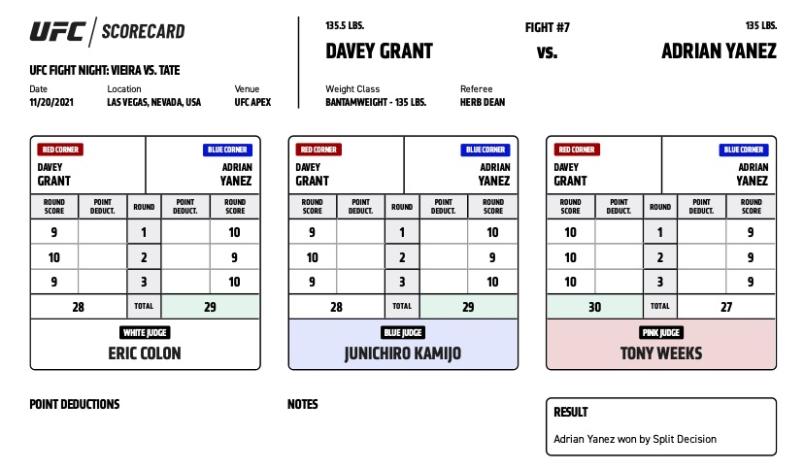 UFC SCORECARD
UFC FIGHT NIGHT: VIEIRA VS. TATE
Date Location Venue
11/20/2021 LAS VEGAS, NEVADA, USA UFC APEX
135.5 LBS. FIGHT #7 135 LBS.
DAVEY GRANT VS. ADRIAN YANEZ
Weight Class Referee
BANTAMWEIGHT - 135 LBS. HERB DEAN
RED CORNER BLUE CORNER
DAVEY ADRIAN
GRANT YANEZ
ROUND POINT ROUND POINT ROUND
SCORE DEDUCT. DEDUCT. SCORE
9 1 10
10 2 9
9 3 10
28 TOTAL 29
WHITE JUDGE
ERIC COLON
RED CORNER BLUE CORNER
DAVEY ADRIAN
GRANT YANEZ
ROUND POINT ROUND POINT ROUND
SCORE DEDUCT. DEDUCT. SCORE
9 1 10
10 2 9
9 3 10
28 TOTAL 29
BLUE JUDGE
JUNICHIRO KAMIJO
RED CORNER BLUE CORNER
DAVEY ADRIAN
GRANT YANEZ
ROUND POINT ROUND POINT ROUND
SCORE DEDUCT. DEDUCT. SCORE
10 1 9
10 2 9
10 3 9
30 TOTAL 27
PINK JUDGE
TONY WEEKS
POINT DEDUCTIONS
NOTES
RESULT
Adrian Yanez won by Split Decision